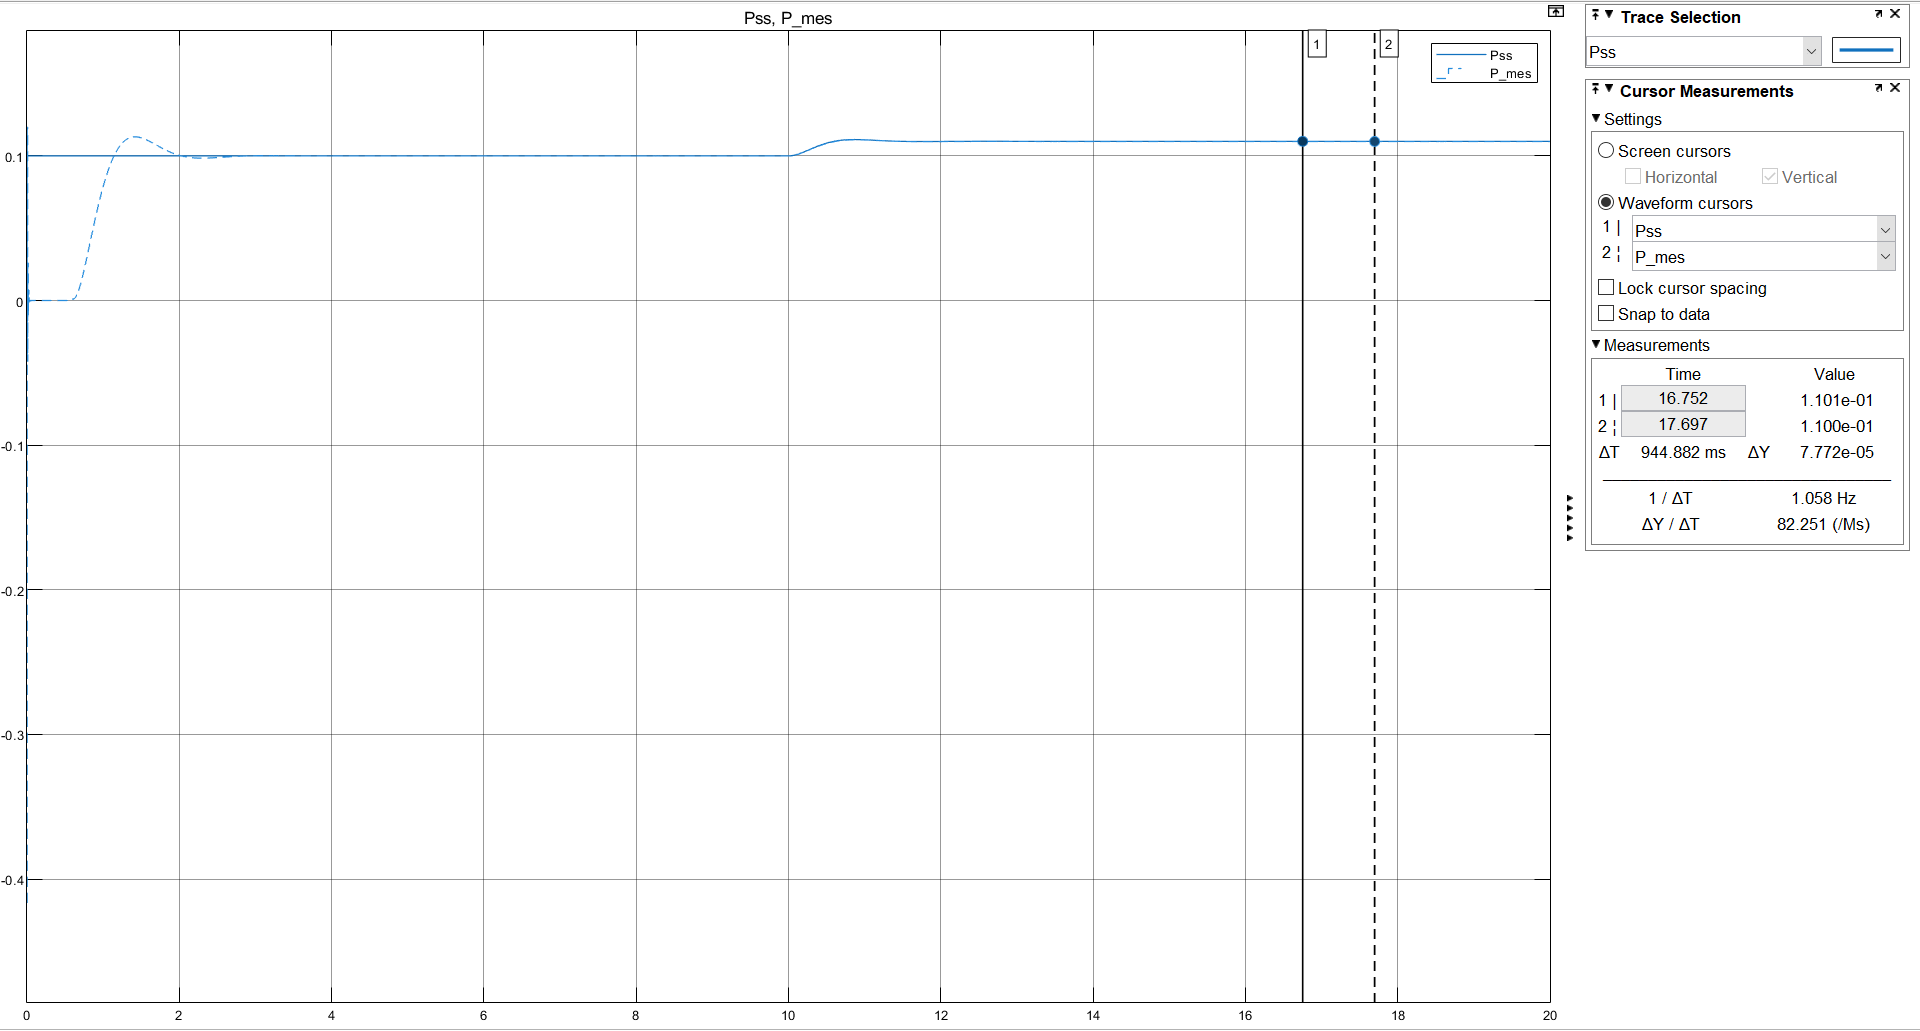 Pss, P_mes
1
2
Pss
P_mes
0.1
0
-0.1
-0.2
-0.3
-0.4
0 2 4 6 8 10 12 14 16 18 20
Trace Selection
Pss
Cursor Measurements
Settings
Screen cursors
Horizontal Vertical
Waveform cursors
1 | Pss
2 ¦ P_mes
Lock cursor spacing
Snap to data
Measurements
Time Value
1 | 16.752 1.101e-01
2 ¦ 17.697 1.100e-01
ΔT 944.882 ms ΔY 7.772e-05
1 / ΔT 1.058 Hz
ΔY / ΔT 82.251 (/Ms)